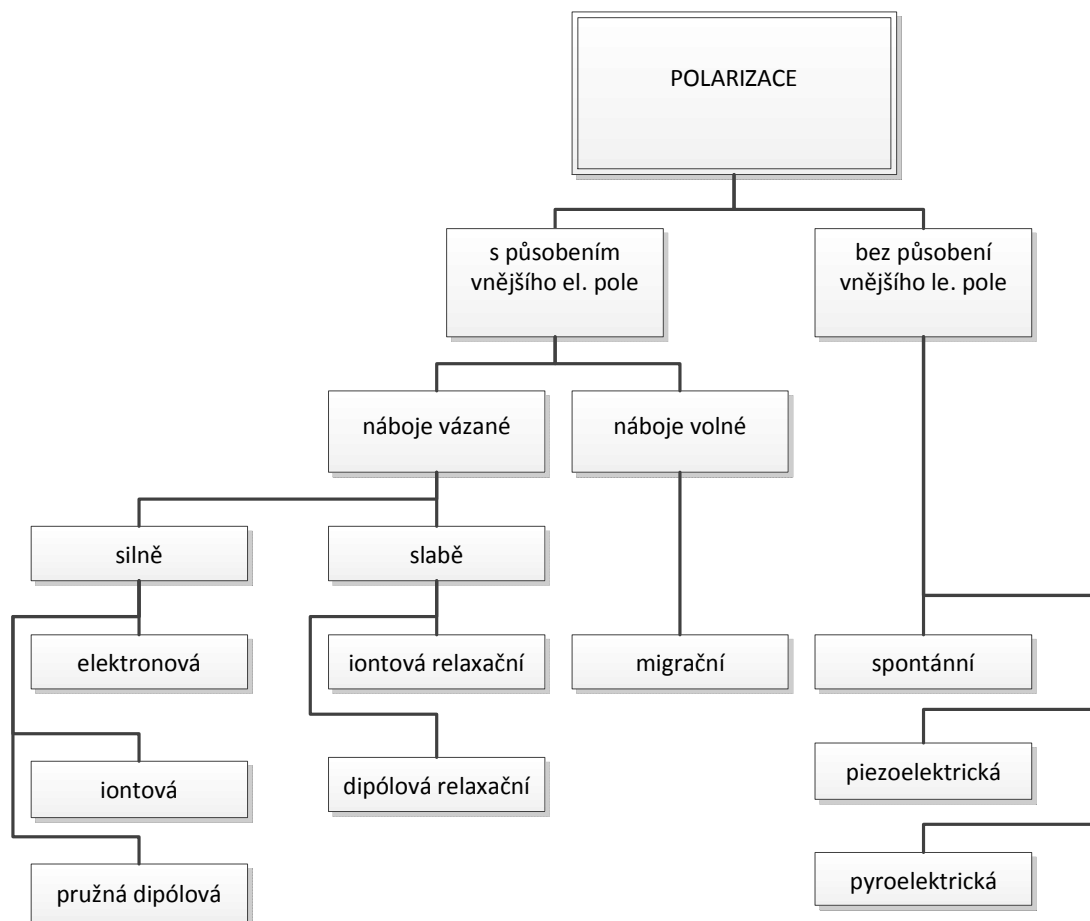 POLARIZACE
s působením
vnějšího el. pole
bez působení
vnějšího le. pole
náboje vázané
náboje volné
silně
slabě
elektronová
iontová relaxační
migrační
spontánní
iontová
dipólová relaxační
piezoelektrická
pružná dipólová
pyroelektrická